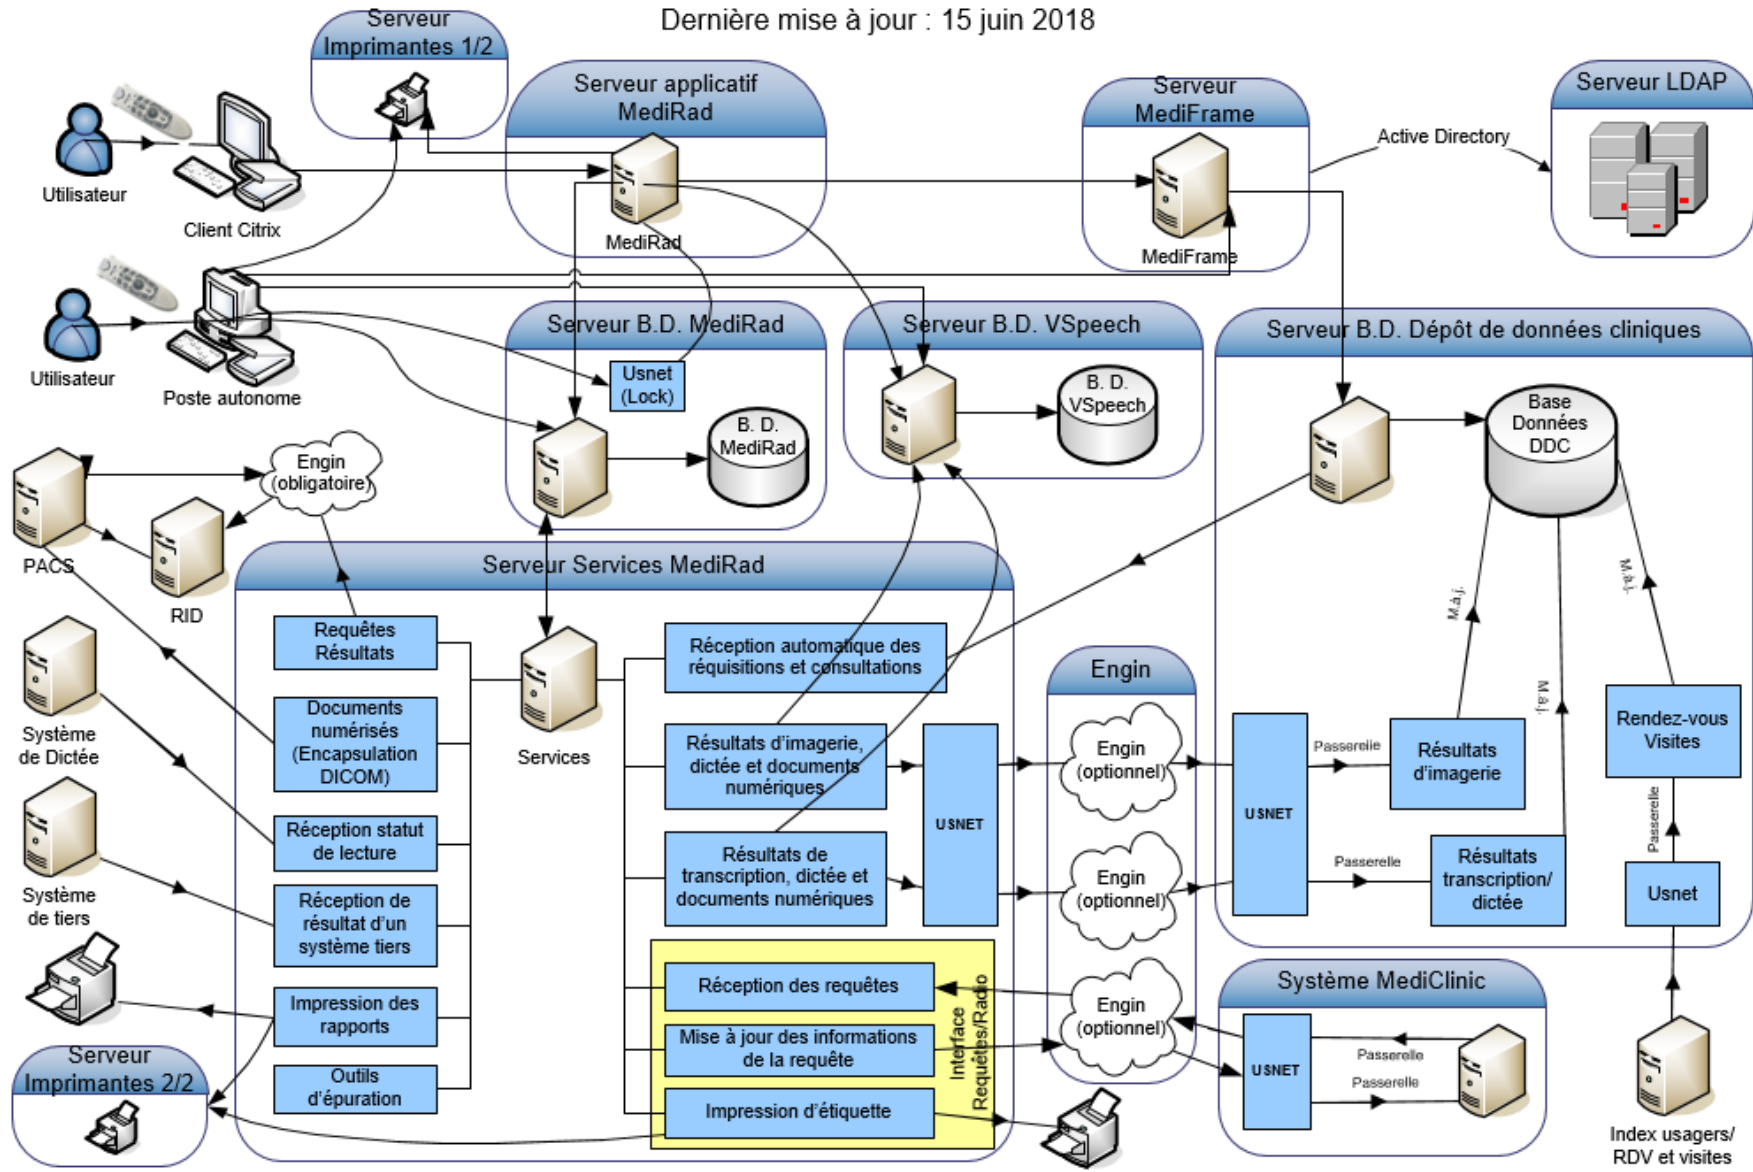 Dernière mise à jour : 15 juin 2018
Serveur
Imprimantes 1/2
Serveur applicatif
MediRad
Serveur
MediFrame
Serveur LDAP
Active Directory
Utilisateur
Client Citrix
MediRad
MediFrame
Utilisateur
Poste autonome
Serveur B.D. MediRad
Usnet
(Lock)
B. D.
MediRad
Serveur B.D. VSpeech
B. D.
VSpeech
Serveur B.D. Dépôt de données cliniques
Base
Données
DDC
Engin
(obligatoire)
PACS
RID
Système
de Dictée
Système
de tiers
Serveur
Imprimantes 2/2
Serveur Services MediRad
Requêtes
Résultats
Documents
numérisés
(Encapsulation
DICOM)
Réception statut
de lecture
Réception de
résultat d'un
système tiers
Impression des
rapports
Outils
d'épuration
Services
Réception automatique des
réquisitions et consultations
Résultats d'imagerie,
dictée et documents
numériques
Résultats de
transcription, dictée et
documents numériques
USNET
Réception des requêtes
Mise à jour des informations
de la requête
Impression d'étiquette
Interface
Requêtes/Radio
Engin
Engin
(optionnel)
Engin
(optionnel)
Engin
(optionnel)
USNET
Passerelle
Résultats
d'imagerie
Passerelle
Résultats
transcription/
dictée
M.à.j.
M.à.j.
M.à.j.
Rendez-vous
Visites
Passerelle
Usnet
Système MediClinic
USNET
Passerelle
Passerelle
Index usagers/
RDV et visites